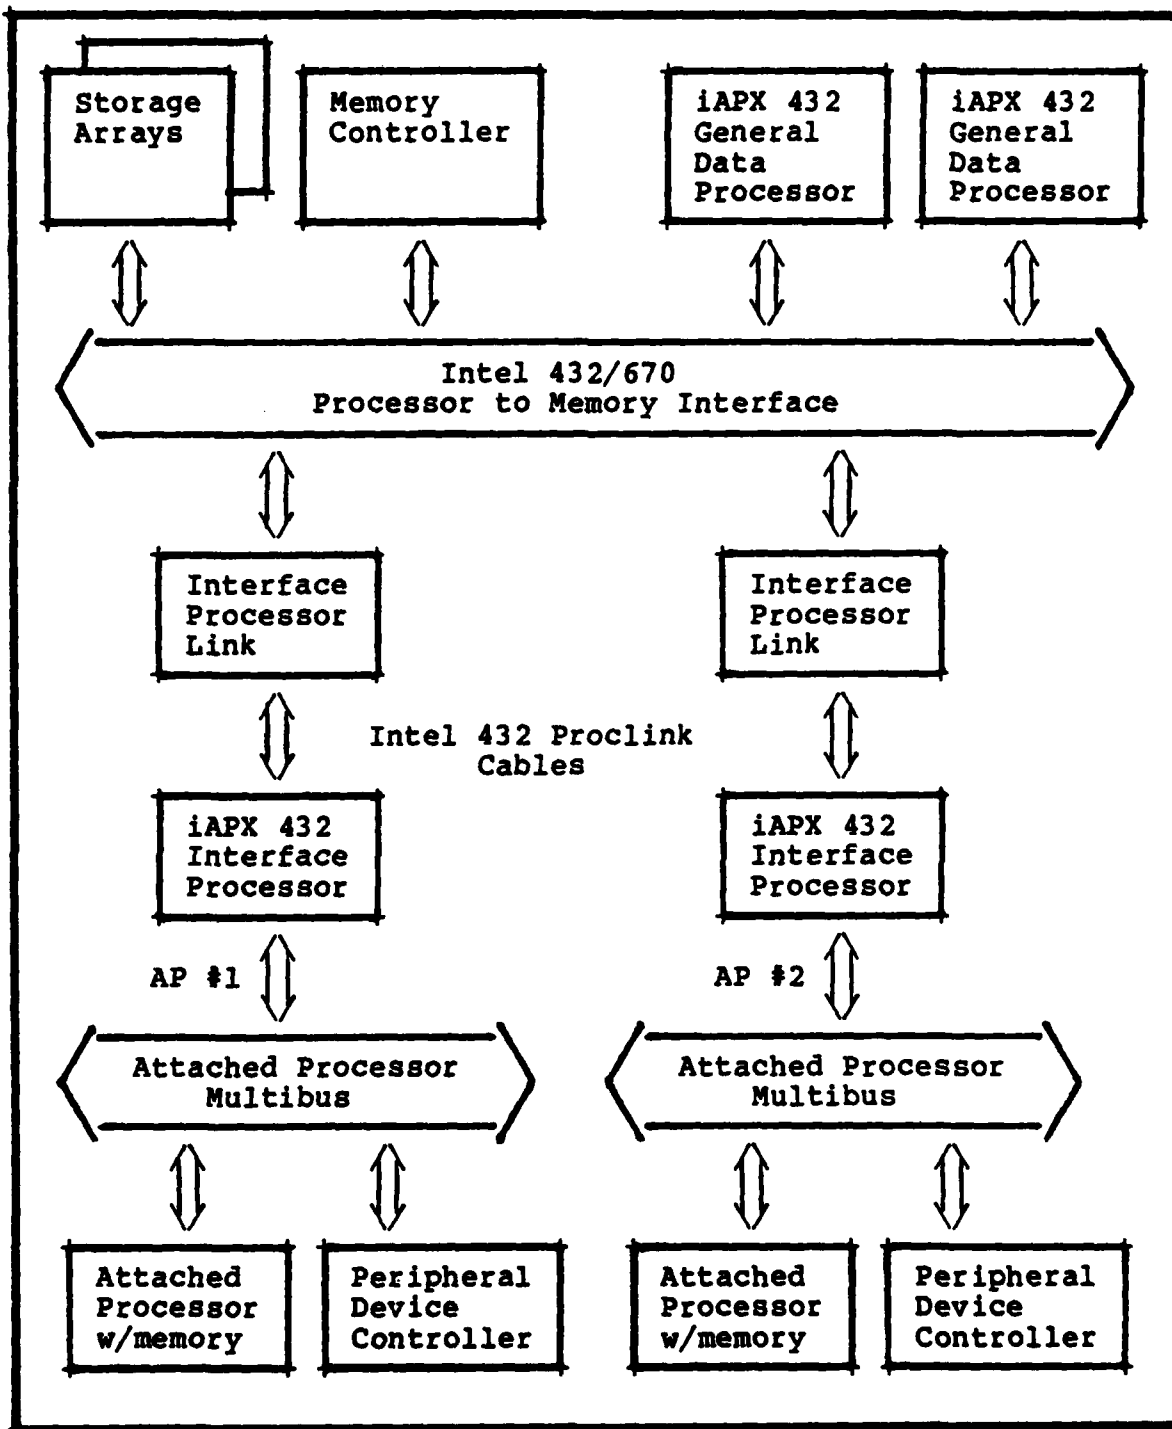 Storage
Arrays
Memory
Controller
iAPX 432
General
Data
Processor
iAPX 432
General
Data
Processor
Intel 432/670
Processor to Memory Interface
Interface
Processor
Link
Interface
Processor
Link
Intel 432 Proclink
Cables
iAPX 432
Interface
Processor
iAPX 432
Interface
Processor
AP #1
AP #2
Attached Processor
Multibus
Attached Processor
Multibus
Attached
Processor
w/memory
Peripheral
Device
Controller
Attached
Processor
w/memory
Peripheral
Device
Controller